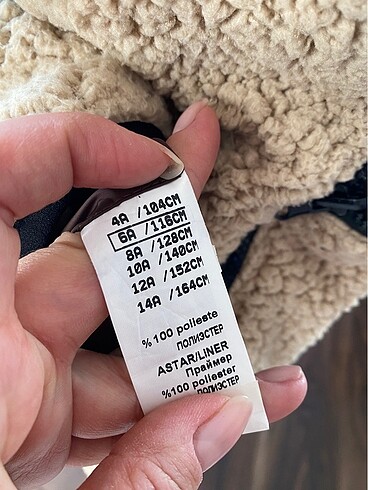 4A /104CM
6A /116CM
8A /128CM
10A /140CM
12A /152CM
14A /164CM
%100 polieste
ПОЛИЭСТЕР
ASTAR/LINER
Праймер
%100 poliester
ПОЛИЭСТЕР